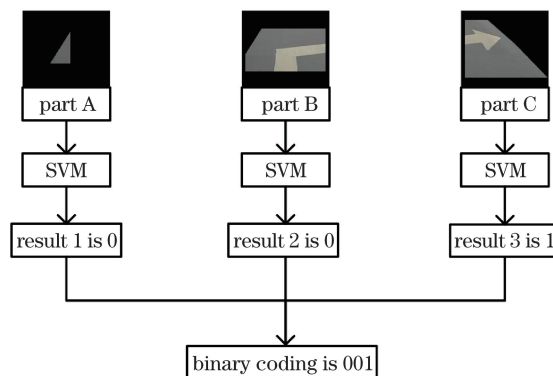 part A
part B
part C
SVM
SVM
SVM
result 1 is 0
result 2 is 0
result 3 is 1
binary coding is 001